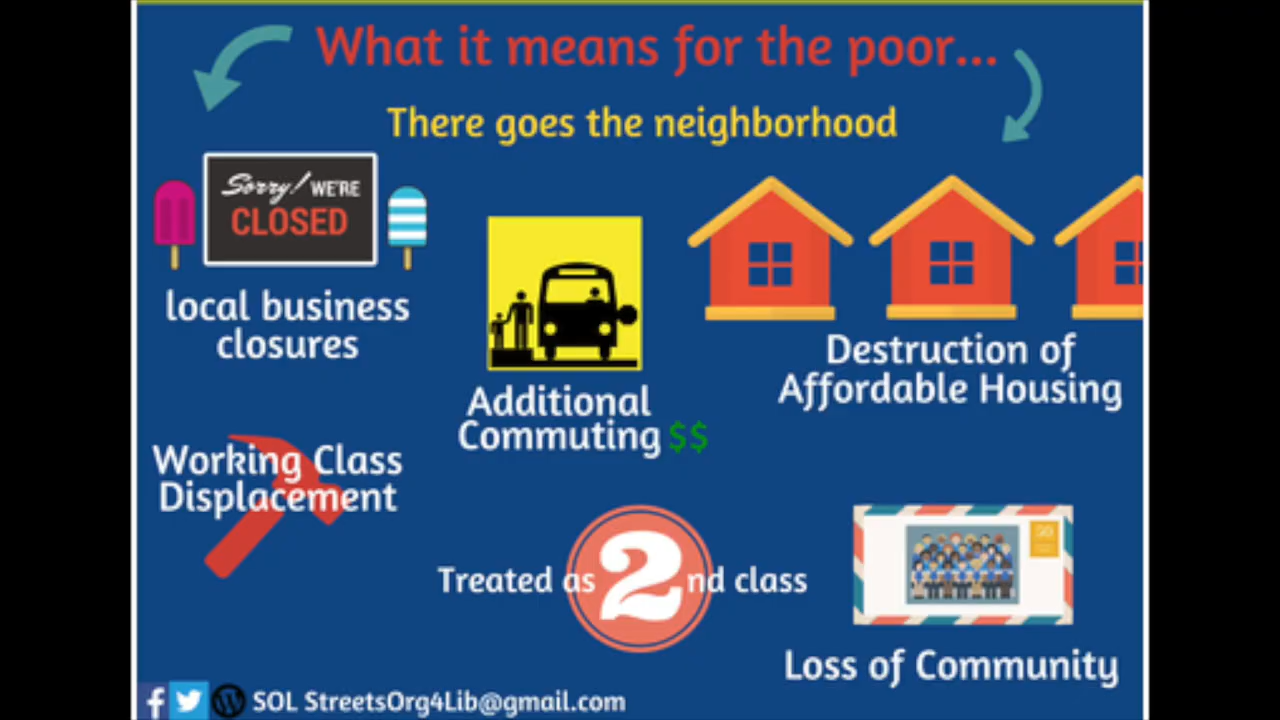 What it means for the poor...
There goes the neighborhood
Sorry! WE'RE
CLOSED
local business
closures
Additional
Commuting $$
Destruction of
Affordable Housing
Working Class
Displacement
Treated as 2nd class
Loss of Community
SOL StreetsOrg4Lib@gmail.com